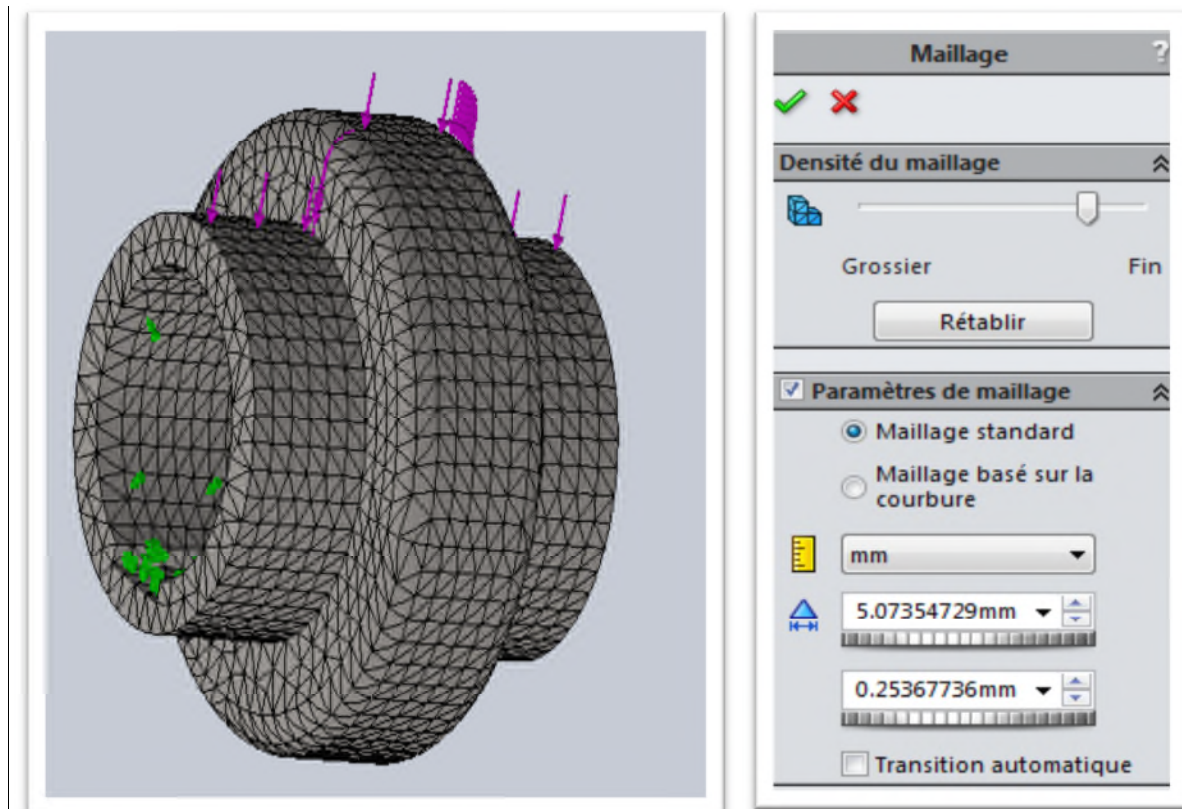 Maillage
?
Densité du maillage
Grossier
Fin
Rétablir
Paramètres de maillage
Maillage standard
Maillage basé sur la
courbure
mm
5.07354729mm
0.25367736mm
Transition automatique